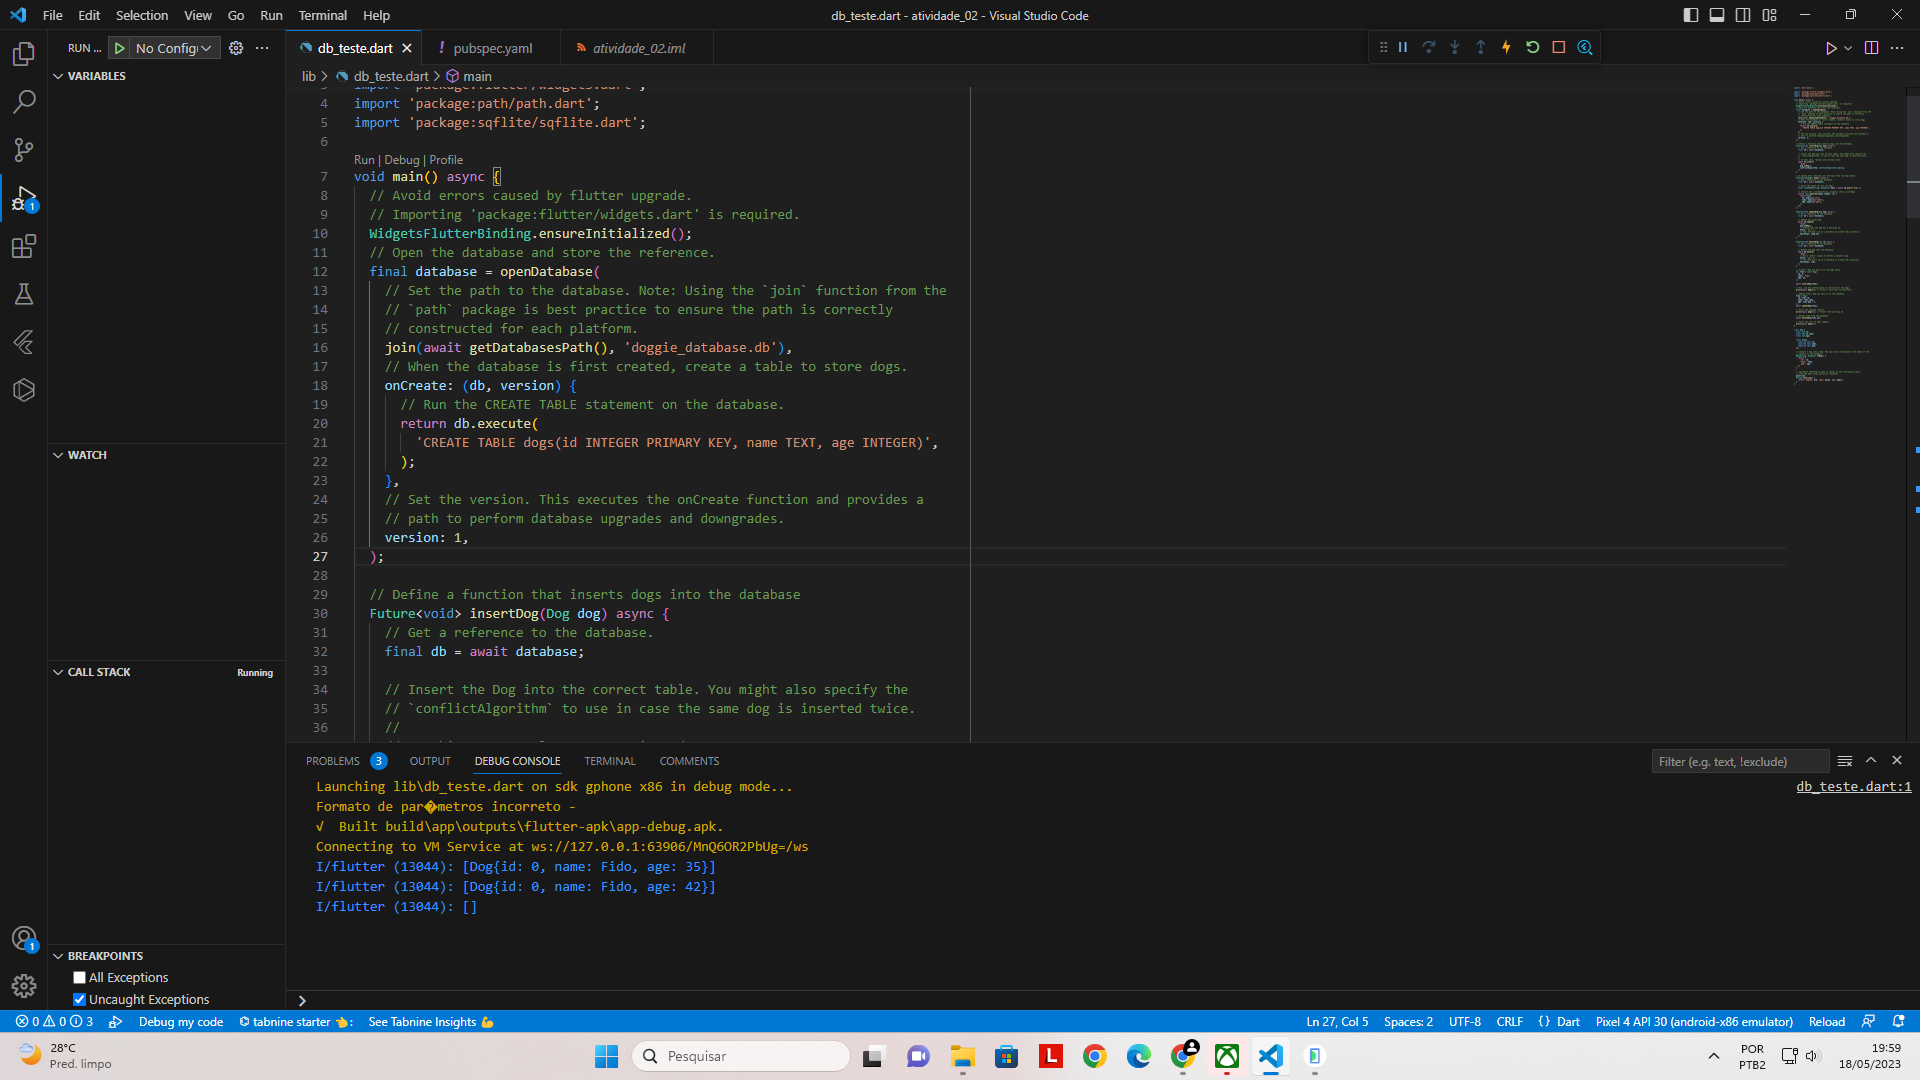 File Edit Selection View Go Run Terminal Help
db_teste.dart - atividade_02 - Visual Studio Code
RUN ... No Config
db_teste.dart
! pubspec.yaml
atividade_02.iml
VARIABLES
lib > db_teste.dart > main
4 import 'package:path/path.dart';
5 import 'package:sqflite/sqflite.dart';
6
Run | Debug | Profile
7 void main() async {
8 // Avoid errors caused by flutter upgrade.
9 // Importing 'package:flutter/widgets.dart' is required.
10 WidgetsFlutterBinding.ensureInitialized();
11 // Open the database and store the reference.
12 final database = openDatabase(
13 // Set the path to the database. Note: Using the `join` function from the
14 // `path` package is best practice to ensure the path is correctly
15 // constructed for each platform.
16 join(await getDatabasesPath(), 'doggie_database.db'),
17 // When the database is first created, create a table to store dogs.
18 onCreate: (db, version) {
19 // Run the CREATE TABLE statement on the database.
20 return db.execute(
21 'CREATE TABLE dogs(id INTEGER PRIMARY KEY, name TEXT, age INTEGER)',
22 );
23 },
24 // Set the version. This executes the onCreate function and provides a
25 // path to perform database upgrades and downgrades.
26 version: 1,
27 );
28
29 // Define a function that inserts dogs into the database
30 Future<void> insertDog(Dog dog) async {
31 // Get a reference to the database.
32 final db = await database;
33
34 // Insert the Dog into the correct table. You might also specify the
35 // `conflictAlgorithm` to use in case the same dog is inserted twice.
36 //
WATCH
CALL STACK Running
BREAKPOINTS
All Exceptions
Uncaught Exceptions
1
1
PROBLEMS 3 OUTPUT DEBUG CONSOLE TERMINAL COMMENTS
Filter (e.g. text, !exclude)
Launching lib\db_teste.dart on sdk gphone x86 in debug mode...
db_teste.dart:1
Formato de par�metros incorreto -
√ Built build\app\outputs\flutter-apk\app-debug.apk.
Connecting to VM Service at ws://127.0.0.1:63906/MnQ6OR2PbUg=/ws
I/flutter (13044): [Dog{id: 0, name: Fido, age: 35}]
I/flutter (13044): [Dog{id: 0, name: Fido, age: 42}]
I/flutter (13044): []
>
0 0 3 Debug my code tabnine starter 👈: See Tabnine Insights 💪
Ln 27, Col 5 Spaces: 2 UTF-8 CRLF {} Dart Pixel 4 API 30 (android-x86 emulator) Reload
28°C
Pred. limpo
Pesquisar
L
POR
PTB2
19:59
18/05/2023